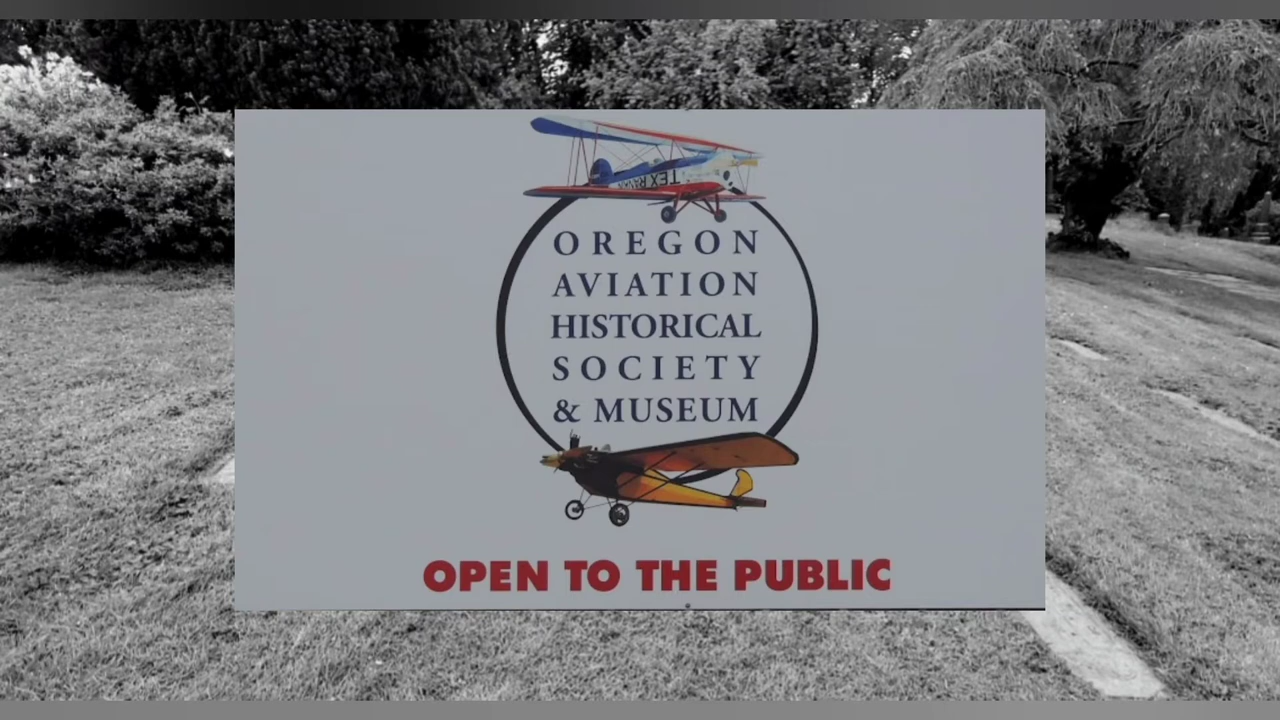 OREGON
AVIATION
HISTORICAL
SOCIETY
& MUSEUM
OPEN TO THE PUBLIC